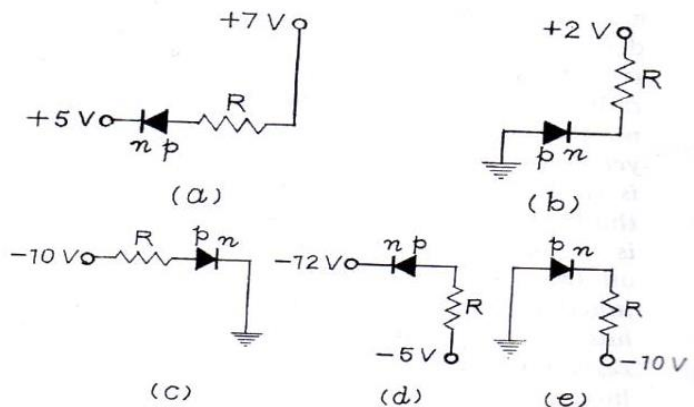 +7 V
R
+5 V
n p
(a)
+2 V
R
p n
(b)
-10 V
R
p n
(c)
-12 V
n p
R
-5 V
(d)
p n
R
-10 V
(e)